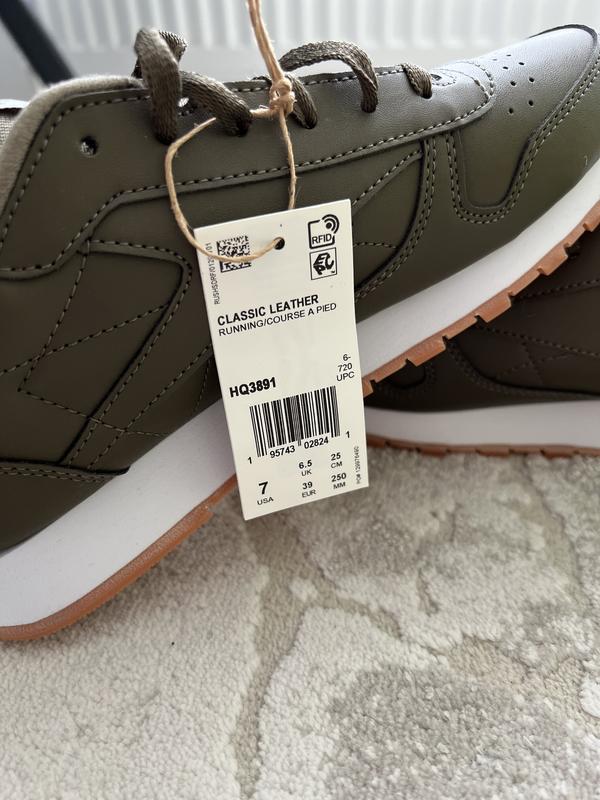 RFID
CLASSIC LEATHER
RUNNING/COURSE A PIED
6-
720
UPC
HQ3891
1 95743 02824 1
7 USA
6.5 UK
39 EUR
25 CM
250 MM